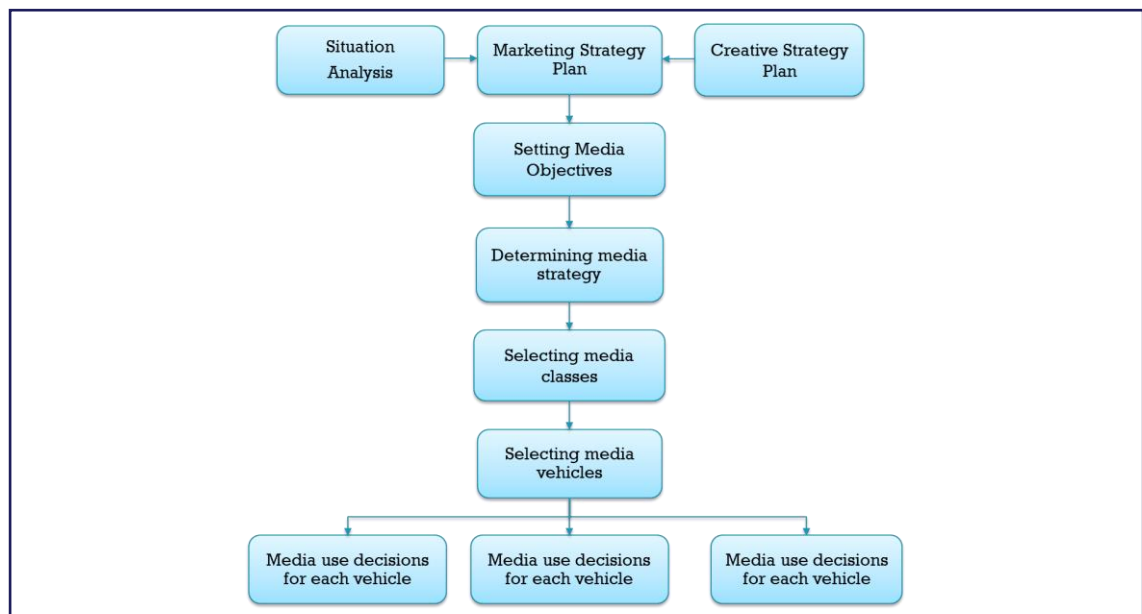 Situation
Analysis
Marketing Strategy
Plan
Creative Strategy
Plan
Setting Media
Objectives
Determining media
strategy
Selecting media
classes
Selecting media
vehicles
Media use decisions
for each vehicle
Media use decisions
for each vehicle
Media use decisions
for each vehicle